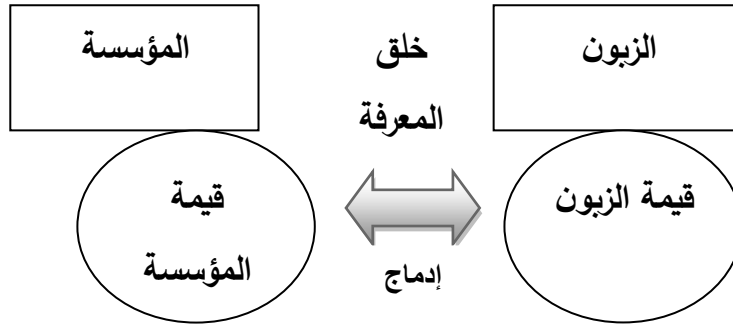 الزبون
خلق
المعرفة
المؤسسة
قيمة الزبون
إدماج
قيمة
المؤسسة